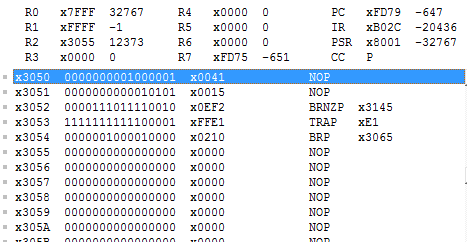 R0 x7FFF 32767 R4 x0000 0 PC xFD79 -647
R1 xFFFF -1 R5 x0000 0 IR xB02C -20436
R2 x3055 12373 R6 x0000 0 PSR x8001 -32767
R3 x0000 0 R7 xFD75 -651 CC P
x3050 0000000001000001 x0041 NOP
x3051 0000000000010101 x0015 NOP
x3052 0000111011110010 x0EF2 BRNZP x3145
x3053 1111111111100001 xFFE1 TRAP xE1
x3054 0000001000010000 x0210 BRP x3065
x3055 0000000000000000 x0000 NOP
x3056 0000000000000000 x0000 NOP
x3057 0000000000000000 x0000 NOP
x3058 0000000000000000 x0000 NOP
x3059 0000000000000000 x0000 NOP
x305A 0000000000000000 x0000 NOP
x305B 0000000000000000 x0000 NOP